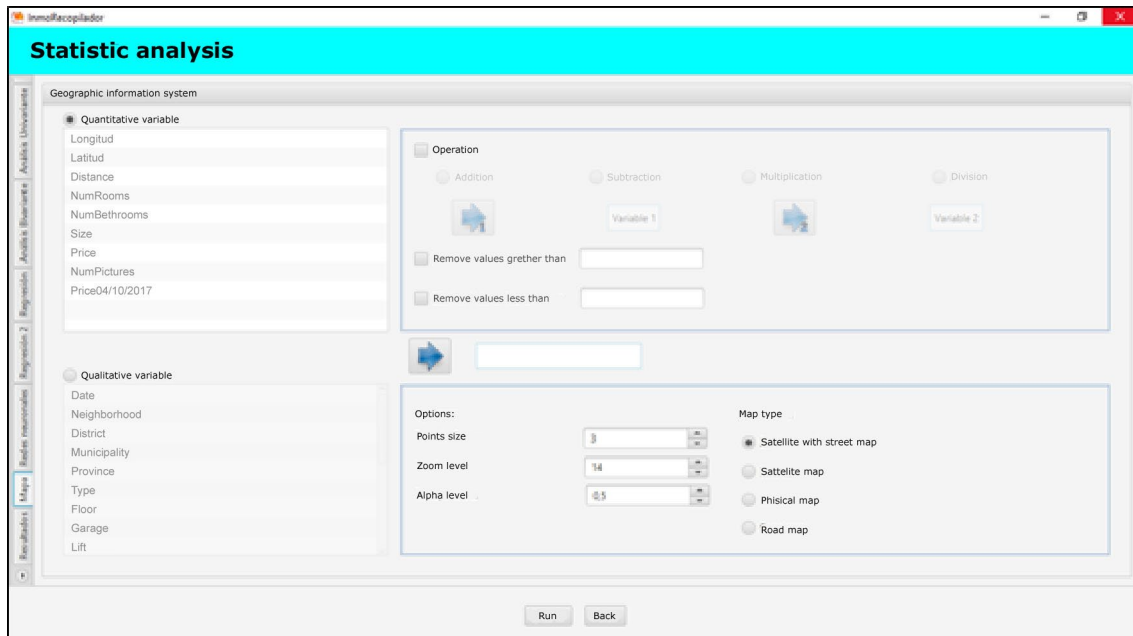 InmoRecopilador
Statistic analysis
Geographic information system
Análisis Univariante
Análisis Bivariante
Regresión
Regresión 2
Redes neuronales
Mapa
Resultados
Quantitative variable
Longitud
Latitud
Distance
NumRooms
NumBethrooms
Size
Price
NumPictures
Price04/10/2017
Operation
Addition Subtraction Multiplication Division
1 Variable 1 2 Variable 2
Remove values grether than
Remove values less than
Qualitative variable
Date
Neighborhood
District
Municipality
Province
Type
Floor
Garage
Lift
Options:
Points size 3
Zoom level 14
Alpha level 0,5
Map type
Satellite with street map
Sattelite map
Phisical map
Road map
Run Back